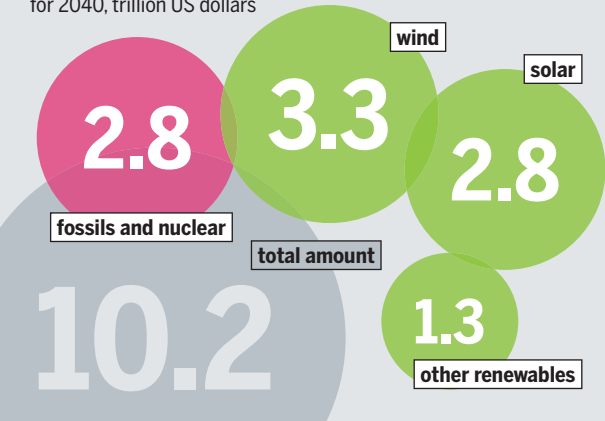 for 2040, trillion US dollars
wind
3.3
solar
2.8
2.8
fossils and nuclear
total amount
10.2
1.3
other renewables